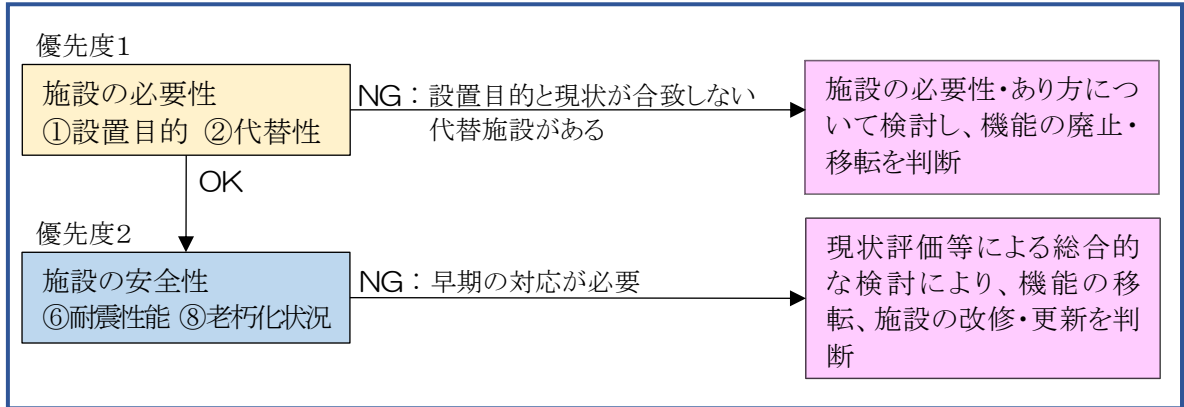 優先度1
施設の必要性
①設置目的 ②代替性
NG：設置目的と現状が合致しない
代替施設がある
施設の必要性・あり方につ
いて検討し、機能の廃止・
移転を判断
OK
優先度2
施設の安全性
⑥耐震性能 ⑧老朽化状況
NG：早期の対応が必要
現状評価等による総合的
な検討により、機能の移
転、施設の改修・更新を判
断